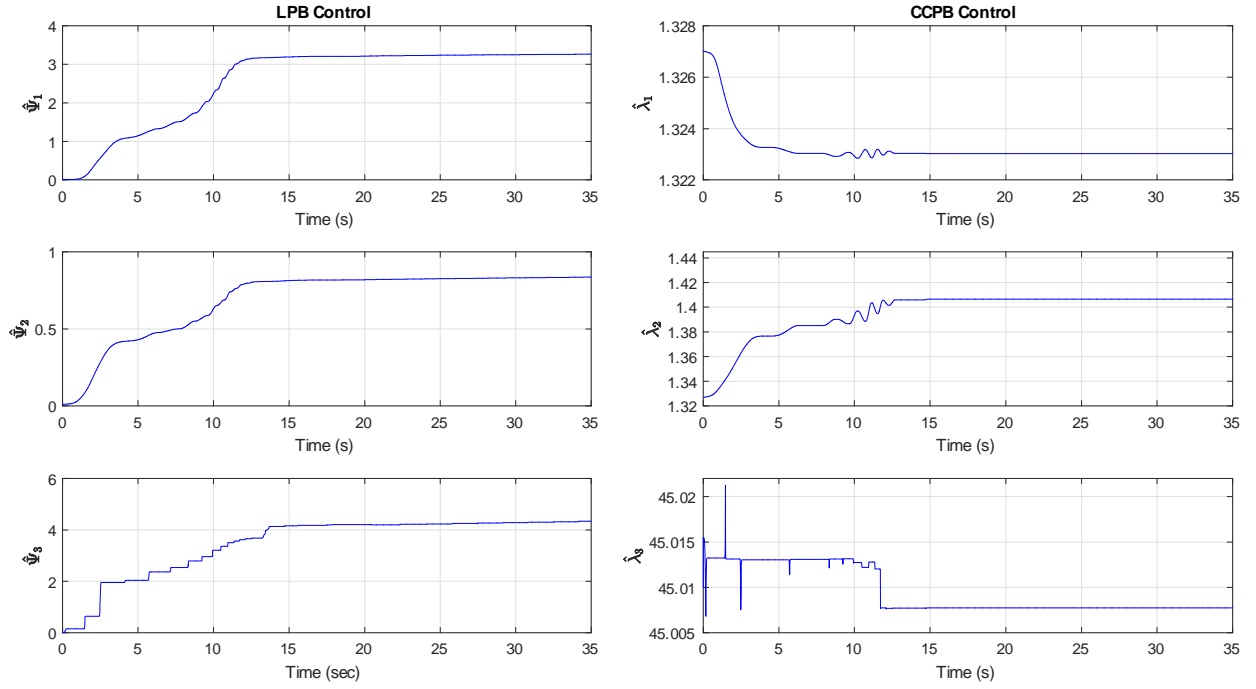 LPB Control
4
3
2
1
0
Ψ̂₁
0 5 10 15 20 25 30 35
Time (s)
CCPB Control
1.328
1.326
1.324
1.322
λ̂₁
0 5 10 15 20 25 30 35
Time (s)
1
0.5
0
Ψ̂₂
0 5 10 15 20 25 30 35
Time (s)
1.44
1.42
1.4
1.38
1.36
1.34
1.32
λ̂₂
0 5 10 15 20 25 30 35
Time (s)
6
4
2
0
Ψ̂₃
0 5 10 15 20 25 30 35
Time (sec)
45.02
45.014
45.01
45.005
λ̂₃
0 5 10 15 20 25 30 35
Time (s)